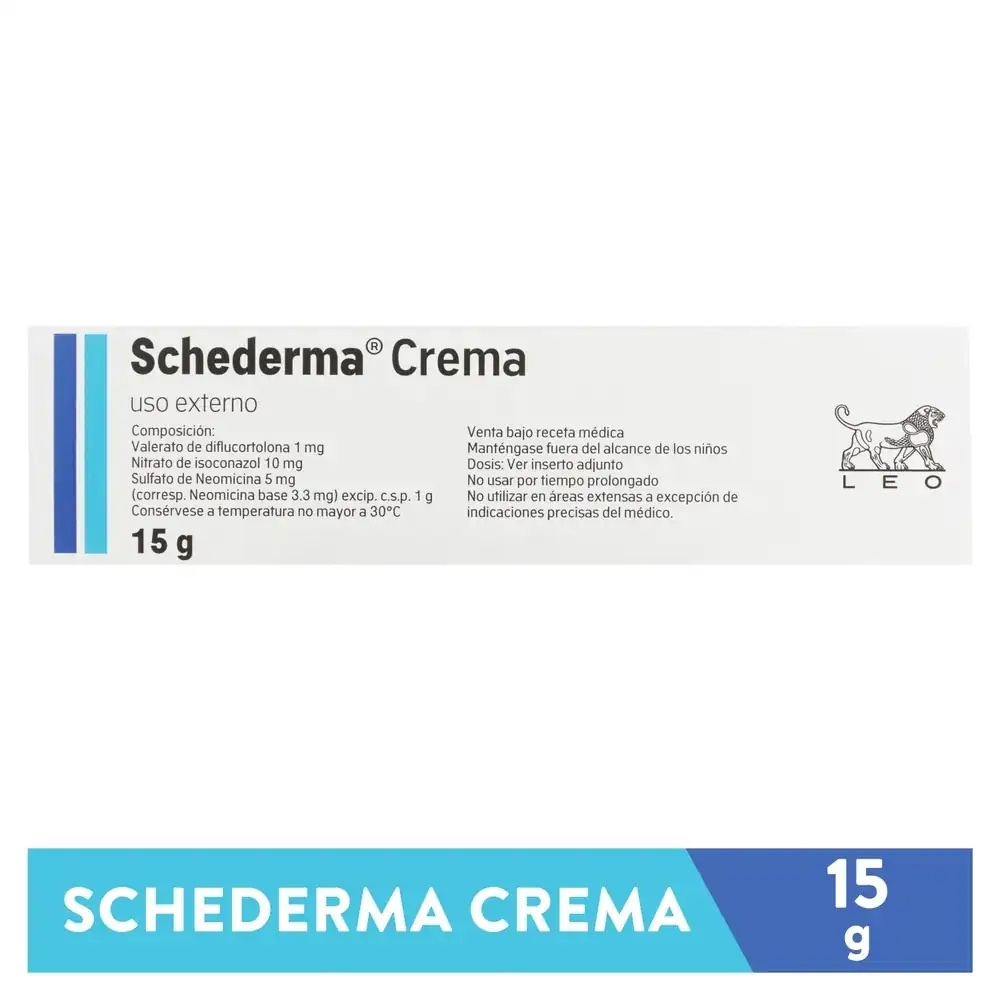 Schederma® Crema
uso externo
Composición:
Valerato de diflucortolona 1 mg
Nitrato de isoconazol 10 mg
Sulfato de Neomicina 5 mg
(corresp. Neomicina base 3.3 mg) excip. c.s.p. 1 g
Consérvese a temperatura no mayor a 30°C
15 g
Venta bajo receta médica
Manténgase fuera del alcance de los niños
Dosis: Ver inserto adjunto
No usar por tiempo prolongado
No utilizar en áreas extensas a excepción de
indicaciones precisas del médico.
LEO
SCHEDERMA CREMA
15
g